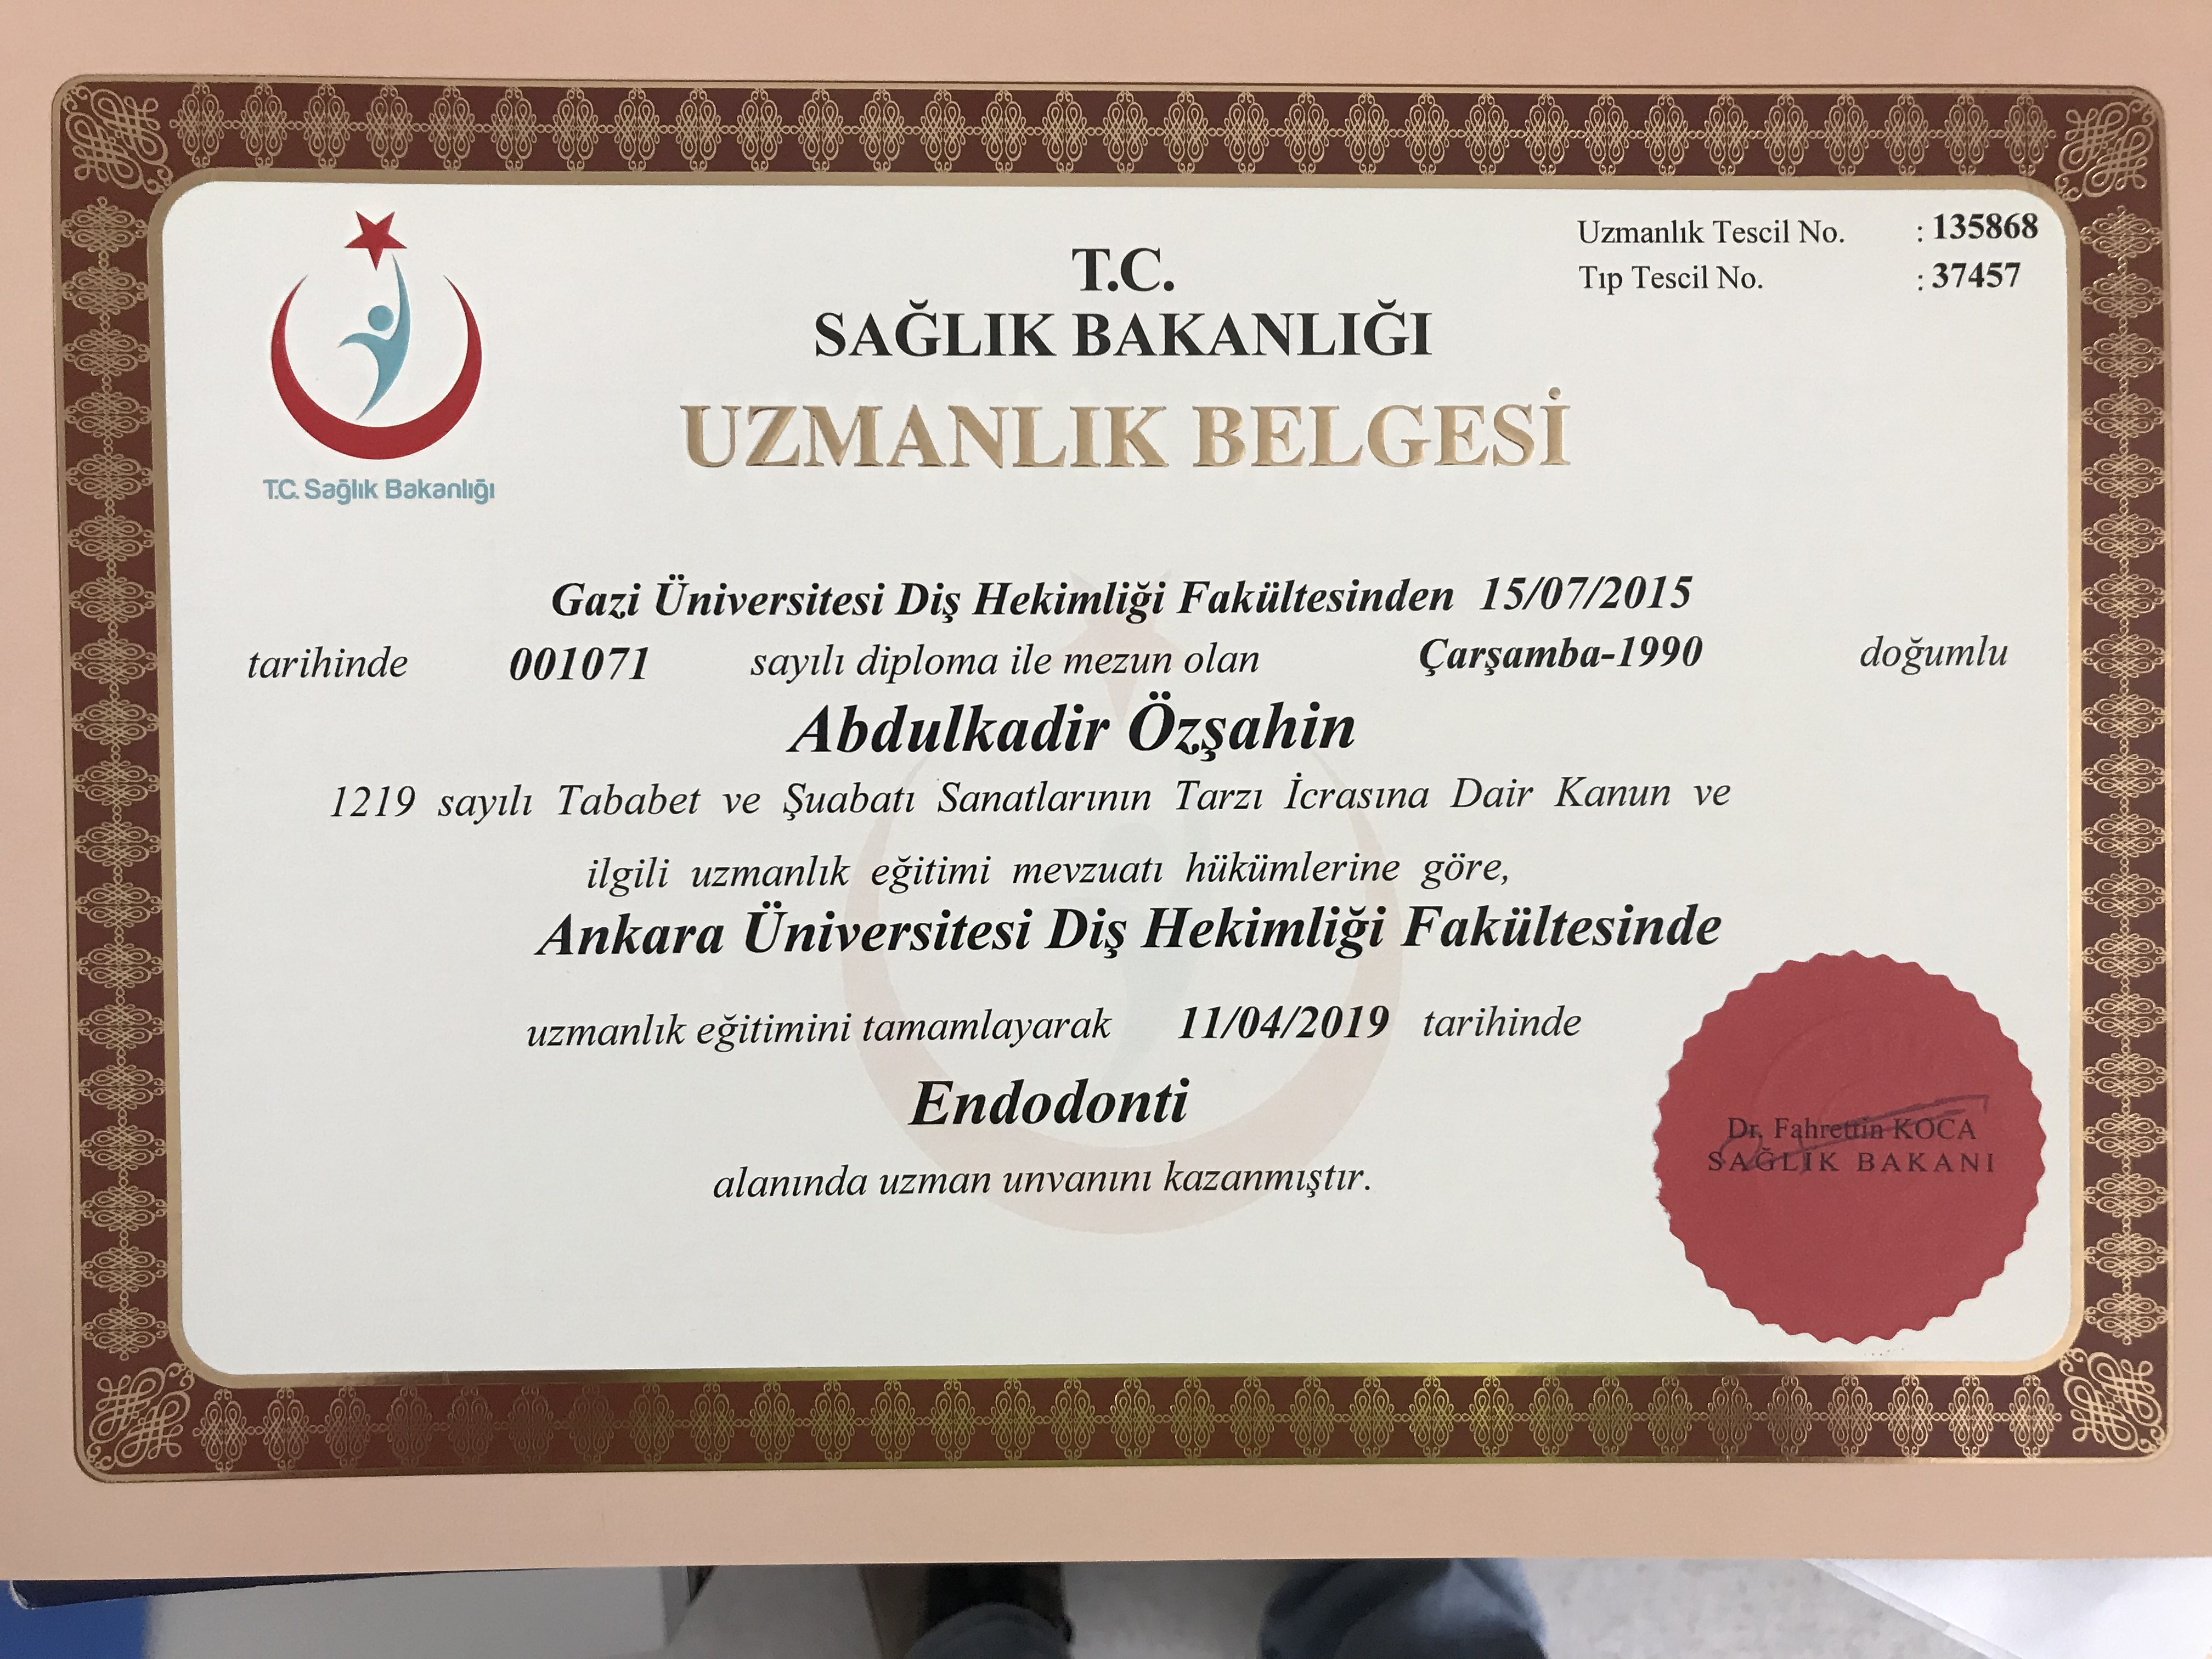 Uzmanlık Tescil No. : 135868
Tıp Tescil No. : 37457
T.C.
SAĞLIK BAKANLIĞI
UZMANLIK BELGESİ
T.C. Sağlık Bakanlığı
Gazi Üniversitesi Diş Hekimliği Fakültesinden 15/07/2015
tarihinde 001071 sayılı diploma ile mezun olan Çarşamba-1990 doğumlu
Abdulkadir Özşahin
1219 sayılı Tababet ve Şuabatı Sanatlarının Tarzı İcrasına Dair Kanun ve
ilgili uzmanlık eğitimi mevzuatı hükümlerine göre,
Ankara Üniversitesi Diş Hekimliği Fakültesinde
uzmanlık eğitimini tamamlayarak 11/04/2019 tarihinde
Endodonti
alanında uzman unvanını kazanmıştır.
Dr. Fahrettin KOCA
SAĞLIK BAKANI